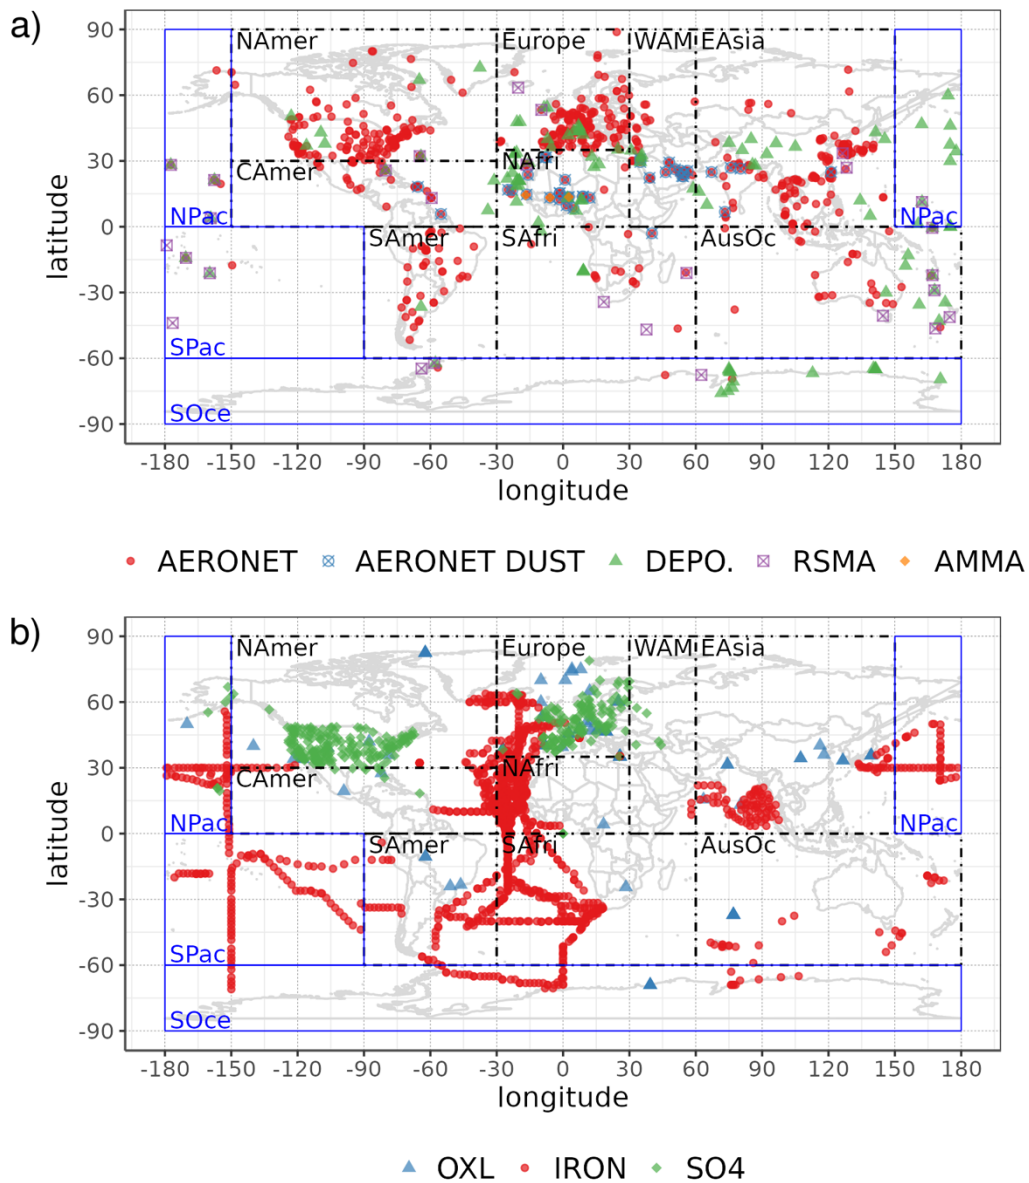 a)
90
60
30
0
-30
-60
-90
latitude
NAmer
Europe
WAM
EAsia
CAmer
NAfri
NPac
NPac
SAmer
SAfri
AusOc
SPac
SOce
-180
-150
-120
-90
-60
-30
0
30
60
90
120
150
180
longitude
AERONET
AERONET DUST
DEPO.
RSMA
AMMA
b)
90
60
30
0
-30
-60
-90
latitude
NAmer
Europe
WAM
EAsia
CAmer
NAfri
NPac
NPac
SAmer
SAfri
AusOc
SPac
SOce
-180
-150
-120
-90
-60
-30
0
30
60
90
120
150
180
longitude
OXL
IRON
SO4